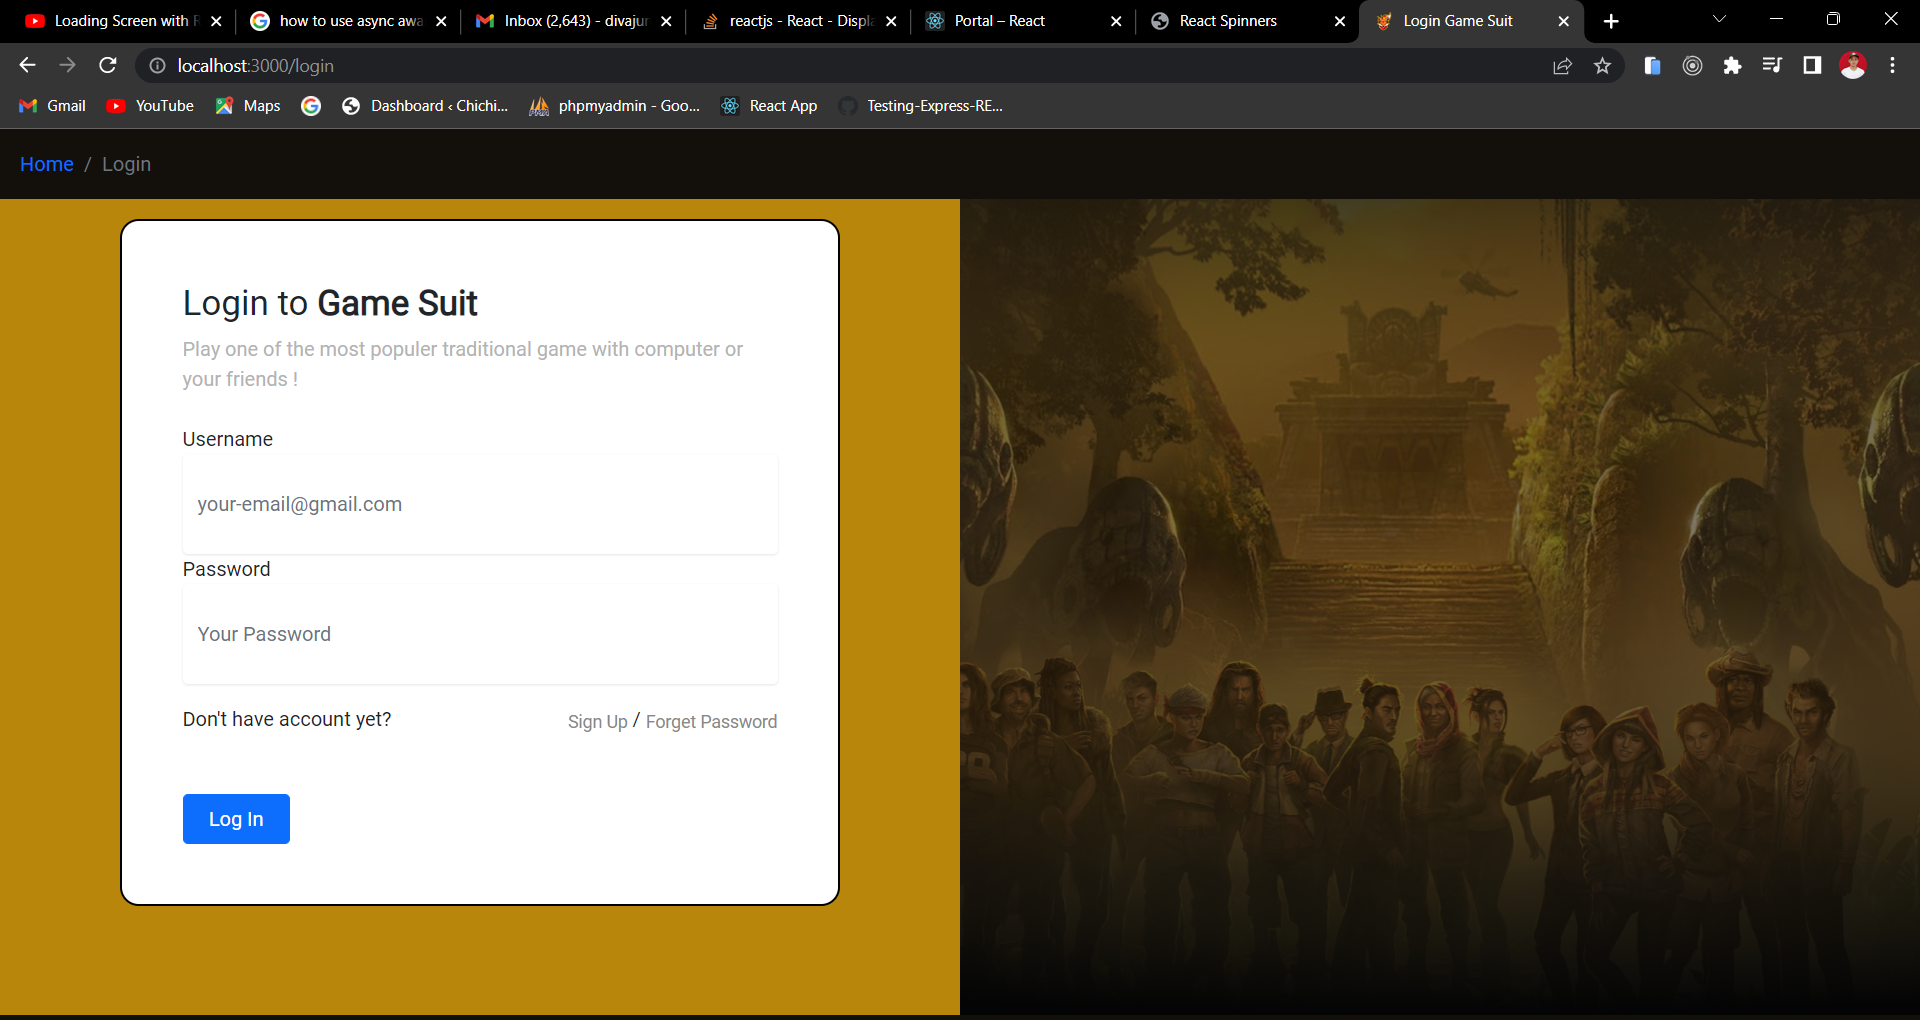 Loading Screen with R
how to use async awa
Inbox (2,643) - divajur
reactjs - React - Displa
Portal – React
React Spinners
Login Game Suit
localhost:3000/login
Gmail
YouTube
Maps
Dashboard ‹ Chichi...
phpmyadmin - Goo...
React App
Testing-Express-RE...
Home / Login
Login to Game Suit
Play one of the most populer traditional game with computer or
your friends !
Username
your-email@gmail.com
Password
Your Password
Don't have account yet?
Sign Up / Forget Password
Log In